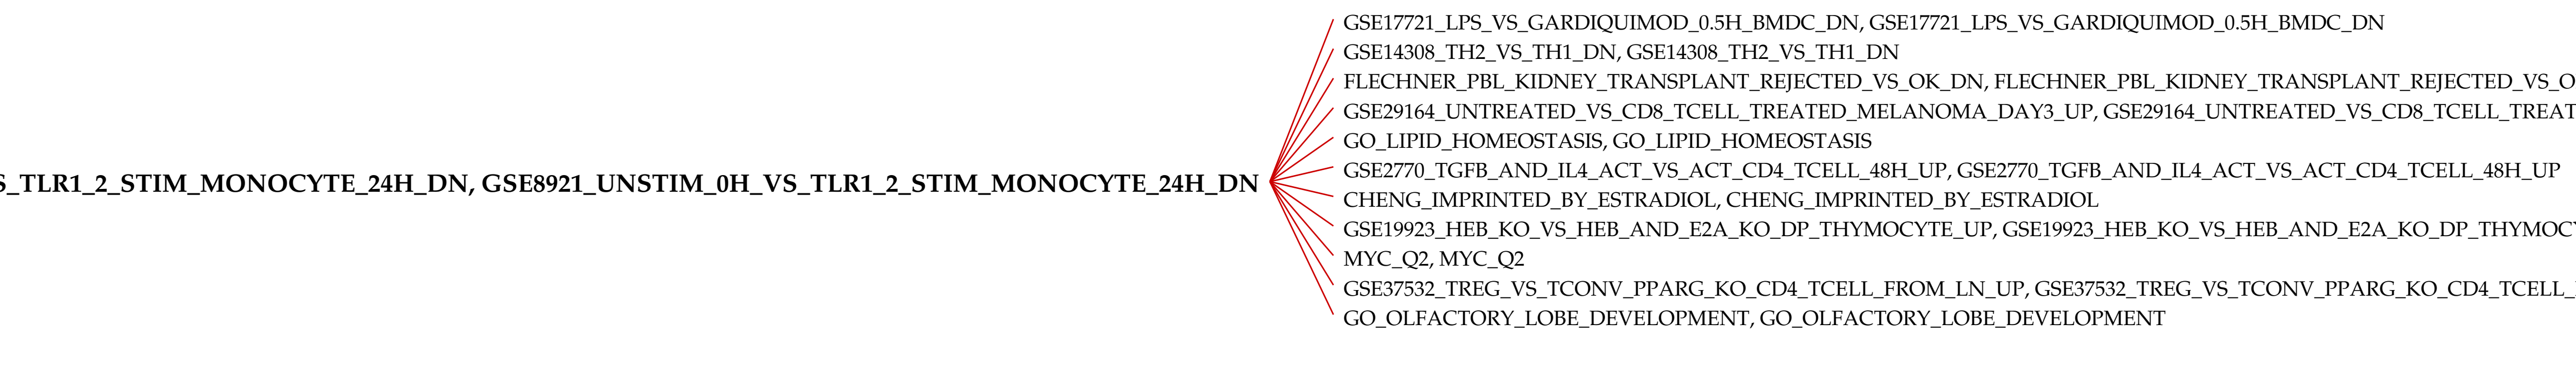 GSE17721_LPS_VS_GARDIQUIMOD_0.5H_BMDC_DN, GSE17721_LPS_VS_GARDIQUIMOD_0.5H_BMDC_DN
GSE14308_TH2_VS_TH1_DN, GSE14308_TH2_VS_TH1_DN
FLECHNER_PBL_KIDNEY_TRANSPLANT_REJECTED_VS_OK_DN, FLECHNER_PBL_KIDNEY_TRANSPLANT_REJECTED_VS_O
GSE29164_UNTREATED_VS_CD8_TCELL_TREATED_MELANOMA_DAY3_UP, GSE29164_UNTREATED_VS_CD8_TCELL_TREAT
GO_LIPID_HOMEOSTASIS, GO_LIPID_HOMEOSTASIS
GSE2770_TGFB_AND_IL4_ACT_VS_ACT_CD4_TCELL_48H_UP, GSE2770_TGFB_AND_IL4_ACT_VS_ACT_CD4_TCELL_48H_UP
S_TLR1_2_STIM_MONOCYTE_24H_DN, GSE8921_UNSTIM_0H_VS_TLR1_2_STIM_MONOCYTE_24H_DN
CHENG_IMPRINTED_BY_ESTRADIOL, CHENG_IMPRINTED_BY_ESTRADIOL
GSE19923_HEB_KO_VS_HEB_AND_E2A_KO_DP_THYMOCYTE_UP, GSE19923_HEB_KO_VS_HEB_AND_E2A_KO_DP_THYMOCY
MYC_Q2, MYC_Q2
GSE37532_TREG_VS_TCONV_PPARG_KO_CD4_TCELL_FROM_LN_UP, GSE37532_TREG_VS_TCONV_PPARG_KO_CD4_TCELL_
GO_OLFACTORY_LOBE_DEVELOPMENT, GO_OLFACTORY_LOBE_DEVELOPMENT